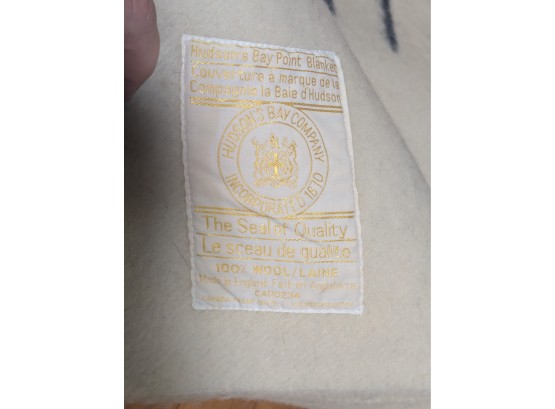 Hudson's Bay Point Blanket
Couverture a marque de la
Compagnie la Baie d'Hudson
HUDSON'S BAY COMPANY
INCORPORATED 1670
The Seal of Quality
Le sceau de qualité
100% WOOL/LAINE
Made in England Fait en Angleterre